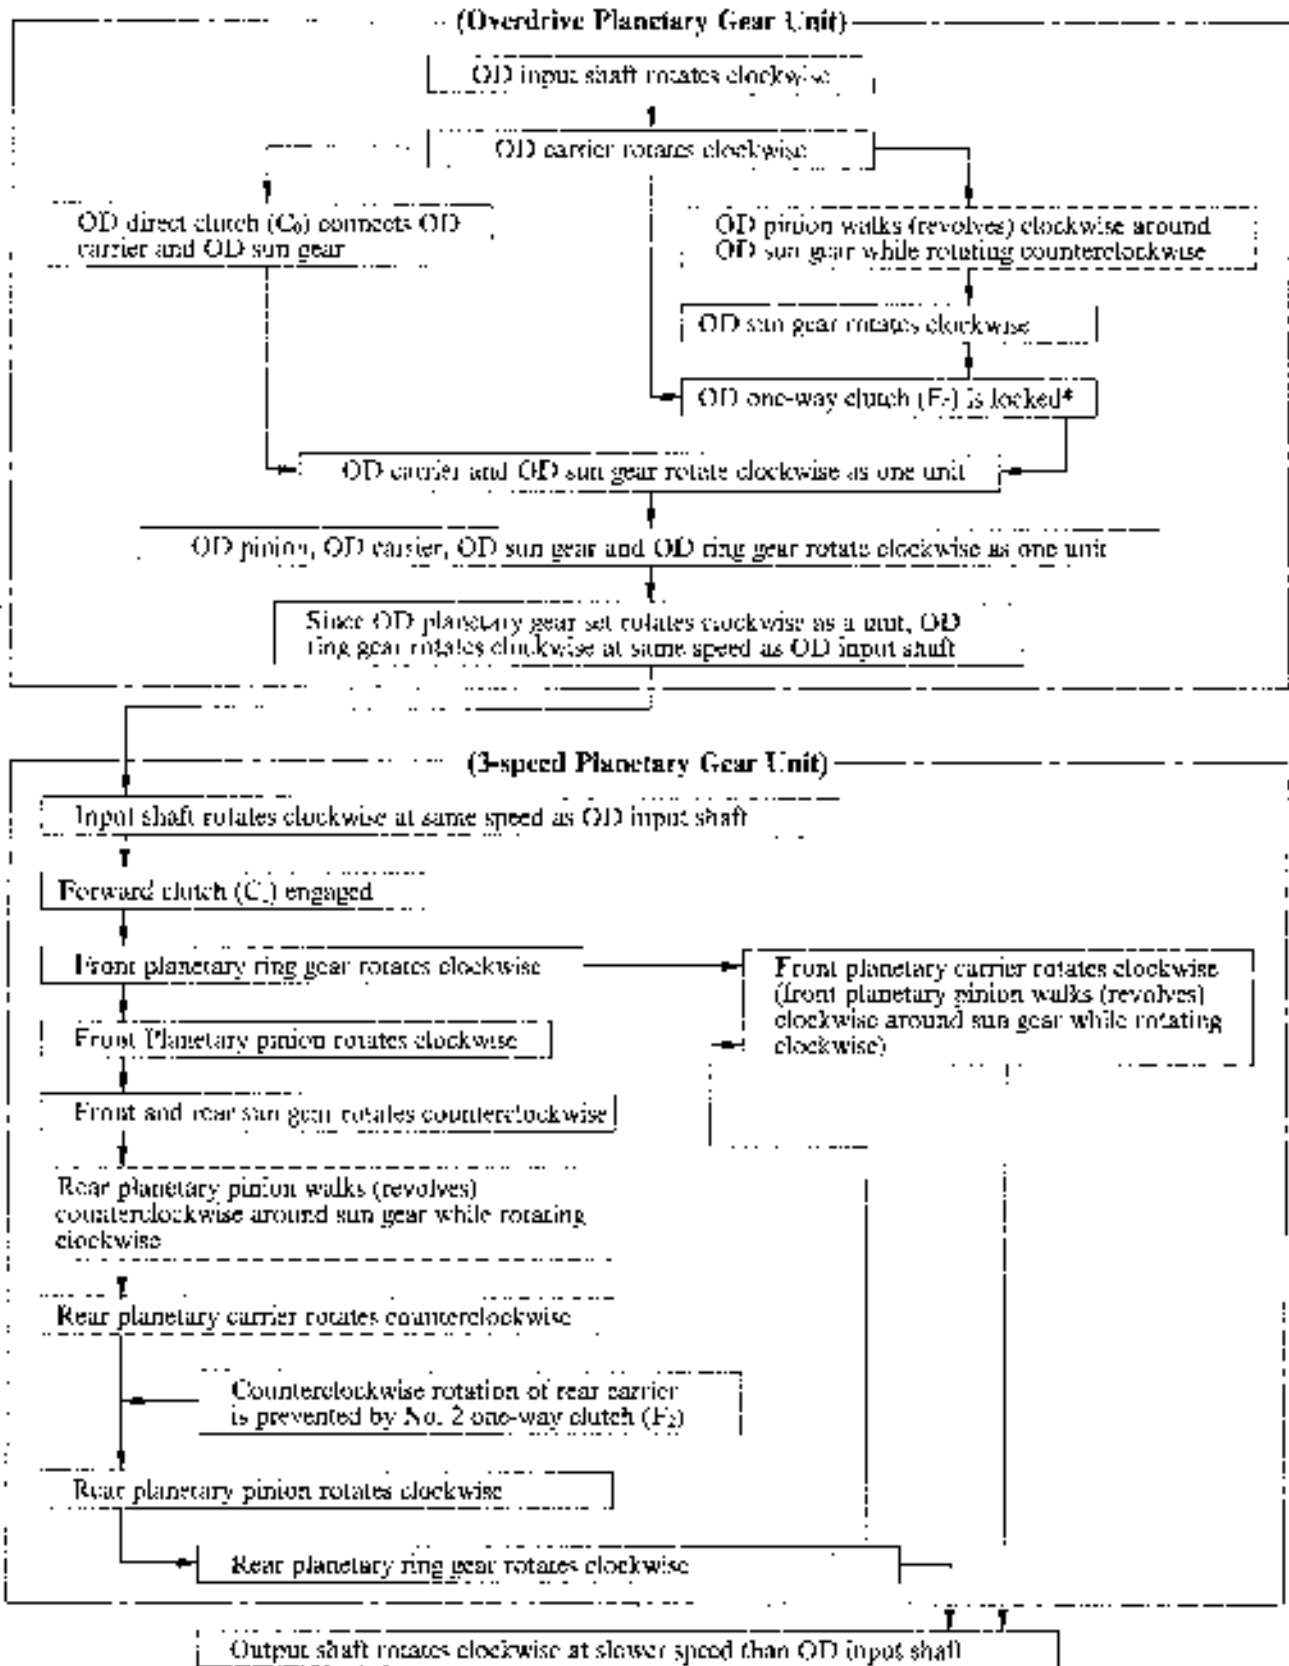 (Overdrive Planetary Gear Unit)
OD input shaft rotates clockwise
OD carrier rotates clockwise
OD direct clutch (C₀) connects OD
carrier and OD sun gear
OD pinion walks (revolves) clockwise around
OD sun gear while rotating counterclockwise
OD sun gear rotates clockwise
OD one-way clutch is locked*
OD carrier and OD sun gear rotate clockwise as one unit
OD pinion, OD carrier, OD sun gear and OD ring gear rotate clockwise as one unit
Since OD planetary gear set rotates clockwise as a unit, OD
ring gear rotates clockwise at same speed as OD input shaft
(3-speed Planetary Gear Unit)
Input shaft rotates clockwise at same speed as OD input shaft
Forward clutch (C₁) engaged
Front planetary ring gear rotates clockwise
Front planetary carrier rotates clockwise
(front planetary pinion walks (revolves)
clockwise around sun gear while rotating
clockwise)
Front Planetary pinion rotates clockwise
Front and rear sun gear rotates counterclockwise
Rear planetary pinion walks (revolves)
counterclockwise around sun gear while rotating
clockwise
Rear planetary carrier rotates counterclockwise
Counterclockwise rotation of rear carrier
is prevented by No. 2 one-way clutch (F₂)
Rear planetary pinion rotates clockwise
Rear planetary ring gear rotates clockwise
Output shaft rotates clockwise at slower speed than OD input shaft